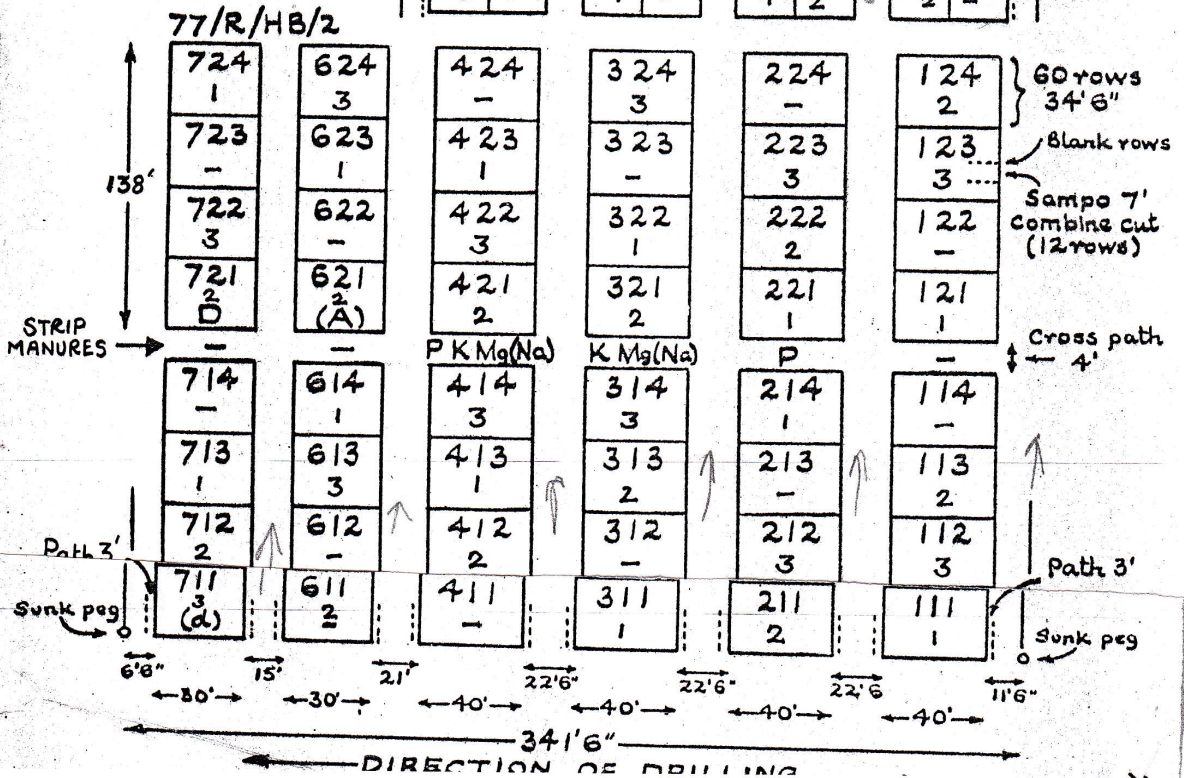 1 2 2 -
77/R/HB/2
724 624 424 324 224 124
1 3 - 3 - 2
60 rows
34'6"
723 623 423 323 223 123
- 1 1 - 3 3
Blank rows
138'
Sampo 7'
combine cut
(12 rows)
722 622 422 322 222 122
3 - 3 1 2 -
721 621 421 321 221 121
2 2 2 2 1 1
D (A)
STRIP
MANURES
- - P K Mg(Na) K Mg(Na) P -
Cross path
4'
714 614 414 314 214 114
- 1 3 3 1 -
713 613 413 313 213 113
1 3 1 2 - 2
712 612 412 312 212 112
2 - 2 - 3 3
Path 3'
Path 3'
711 611 411 311 211 111
3 2 - 1 2 1
(d)
Sunk peg
Sunk peg
6'6" 15' 21' 22'6" 22'6" 22'6 11'6"
30' 30' 40' 40' 40' 40'
341'6"
DIRECTION OF DRILLING